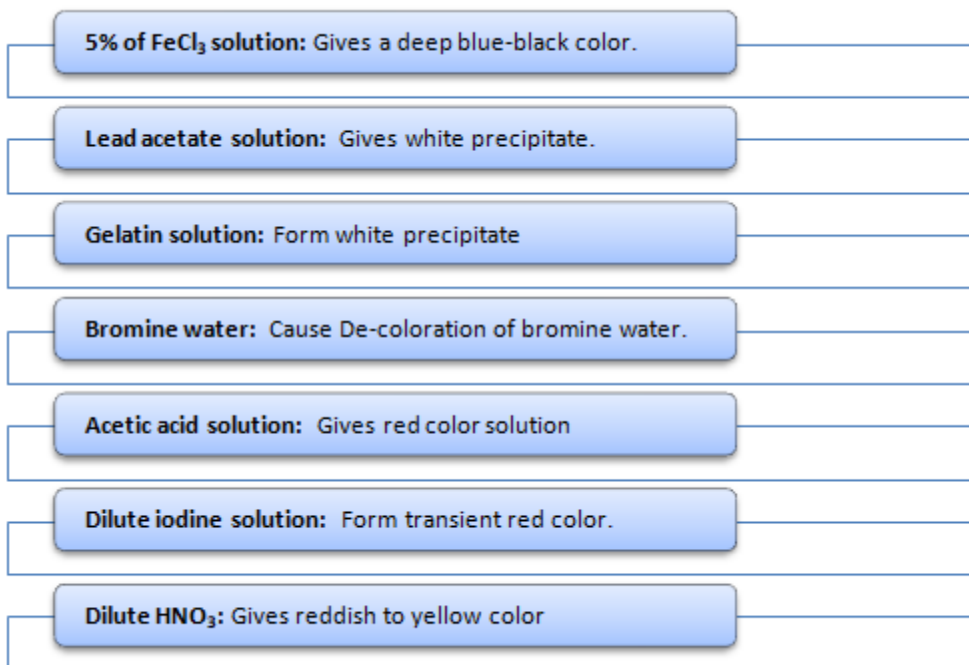 5% of FeCl₃ solution: Gives a deep blue-black color.
Lead acetate solution: Gives white precipitate.
Gelatin solution: Form white precipitate
Bromine water: Cause De-coloration of bromine water.
Acetic acid solution: Gives red color solution
Dilute iodine solution: Form transient red color.
Dilute HNO₃: Gives reddish to yellow color